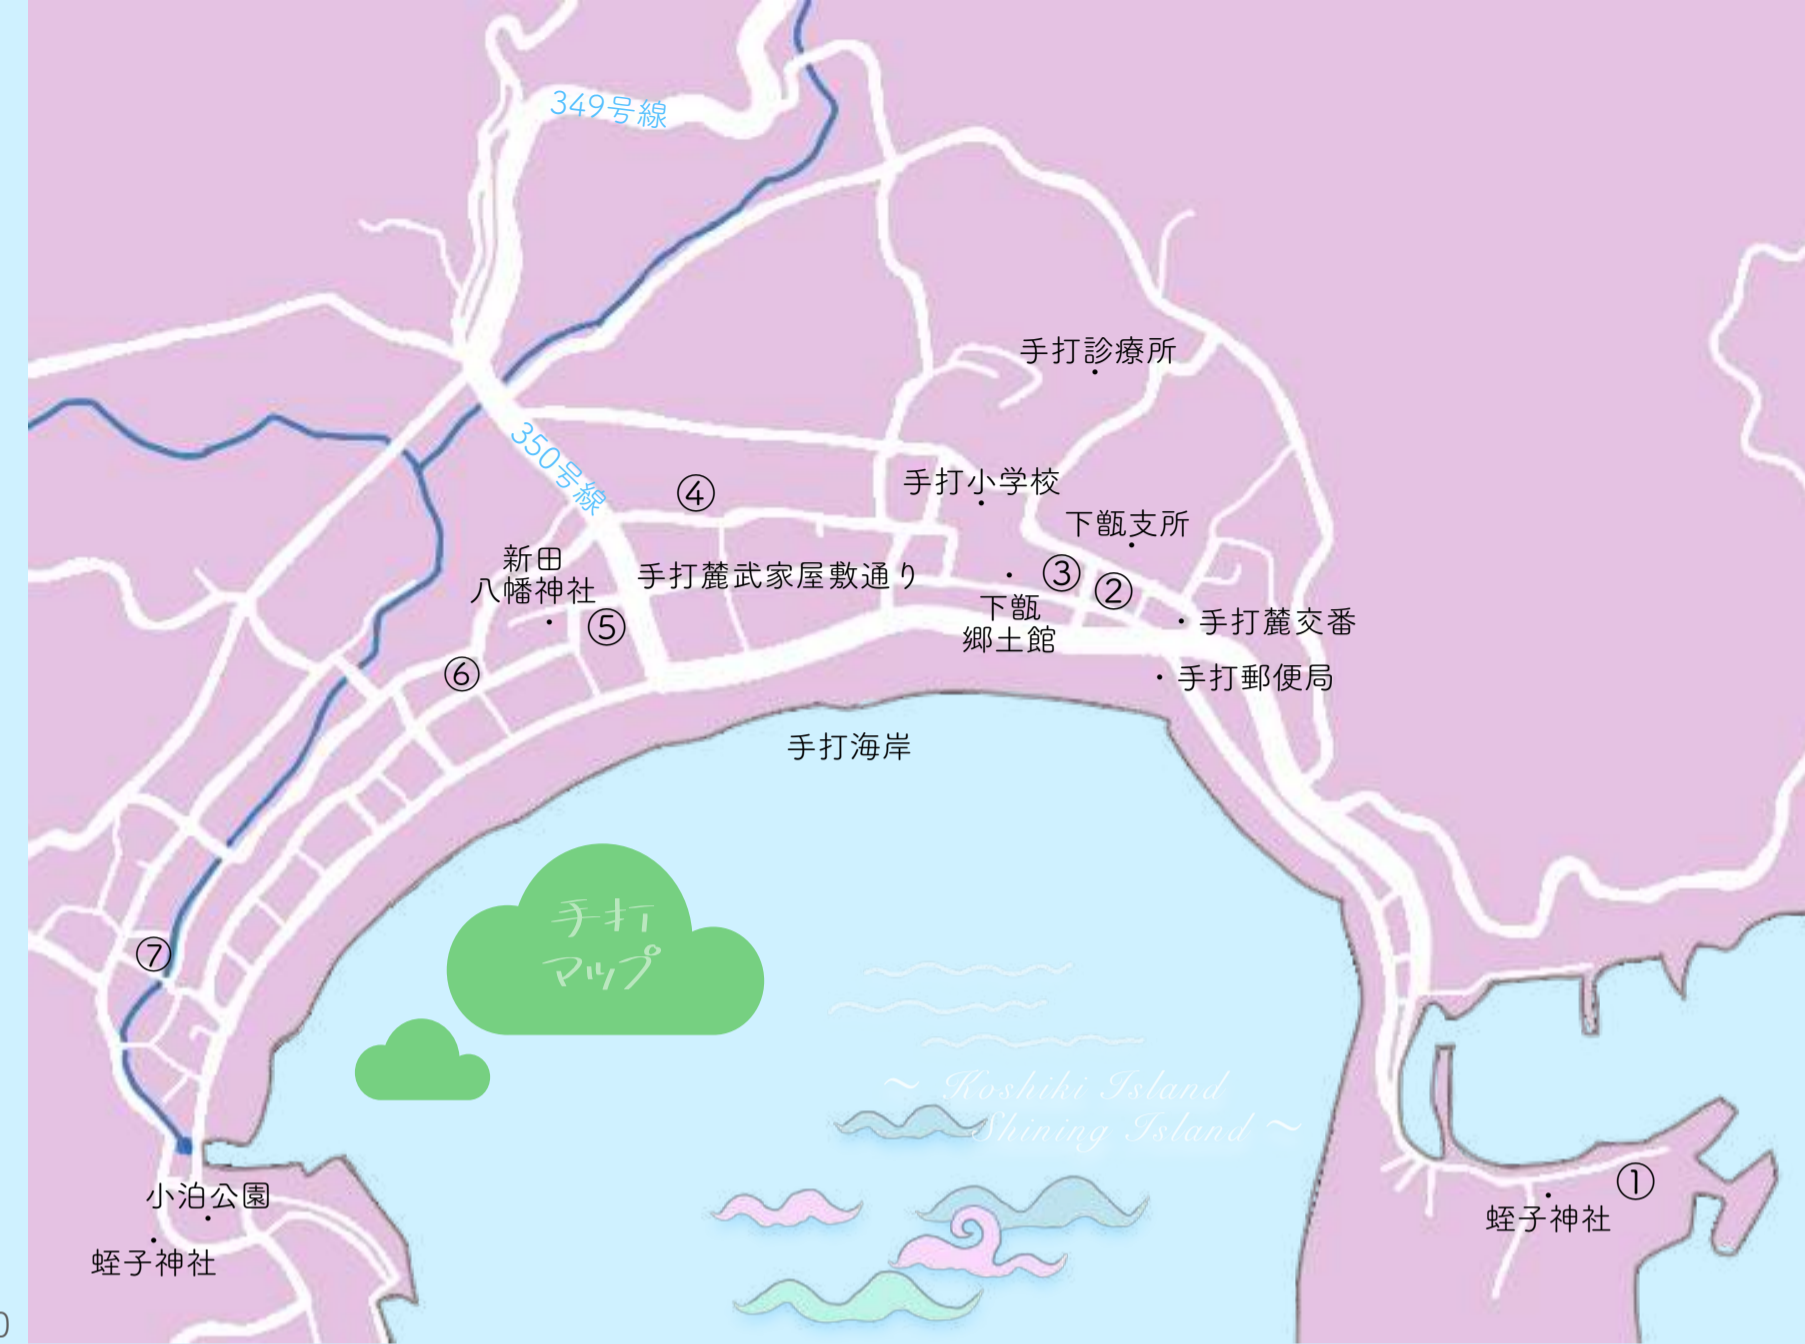 349号線
手打診療所
350号線
④
手打小学校
下甑支所
新田
八幡神社
手打麓武家屋敷通り
③
②
下甑
郷土館
⑤
手打麓交番
⑥
手打郵便局
手打海岸
手打
マップ
⑦
~ Koshiki Island
Shining Island ~
小泊公園
蛭子神社
①
蛭子神社
0